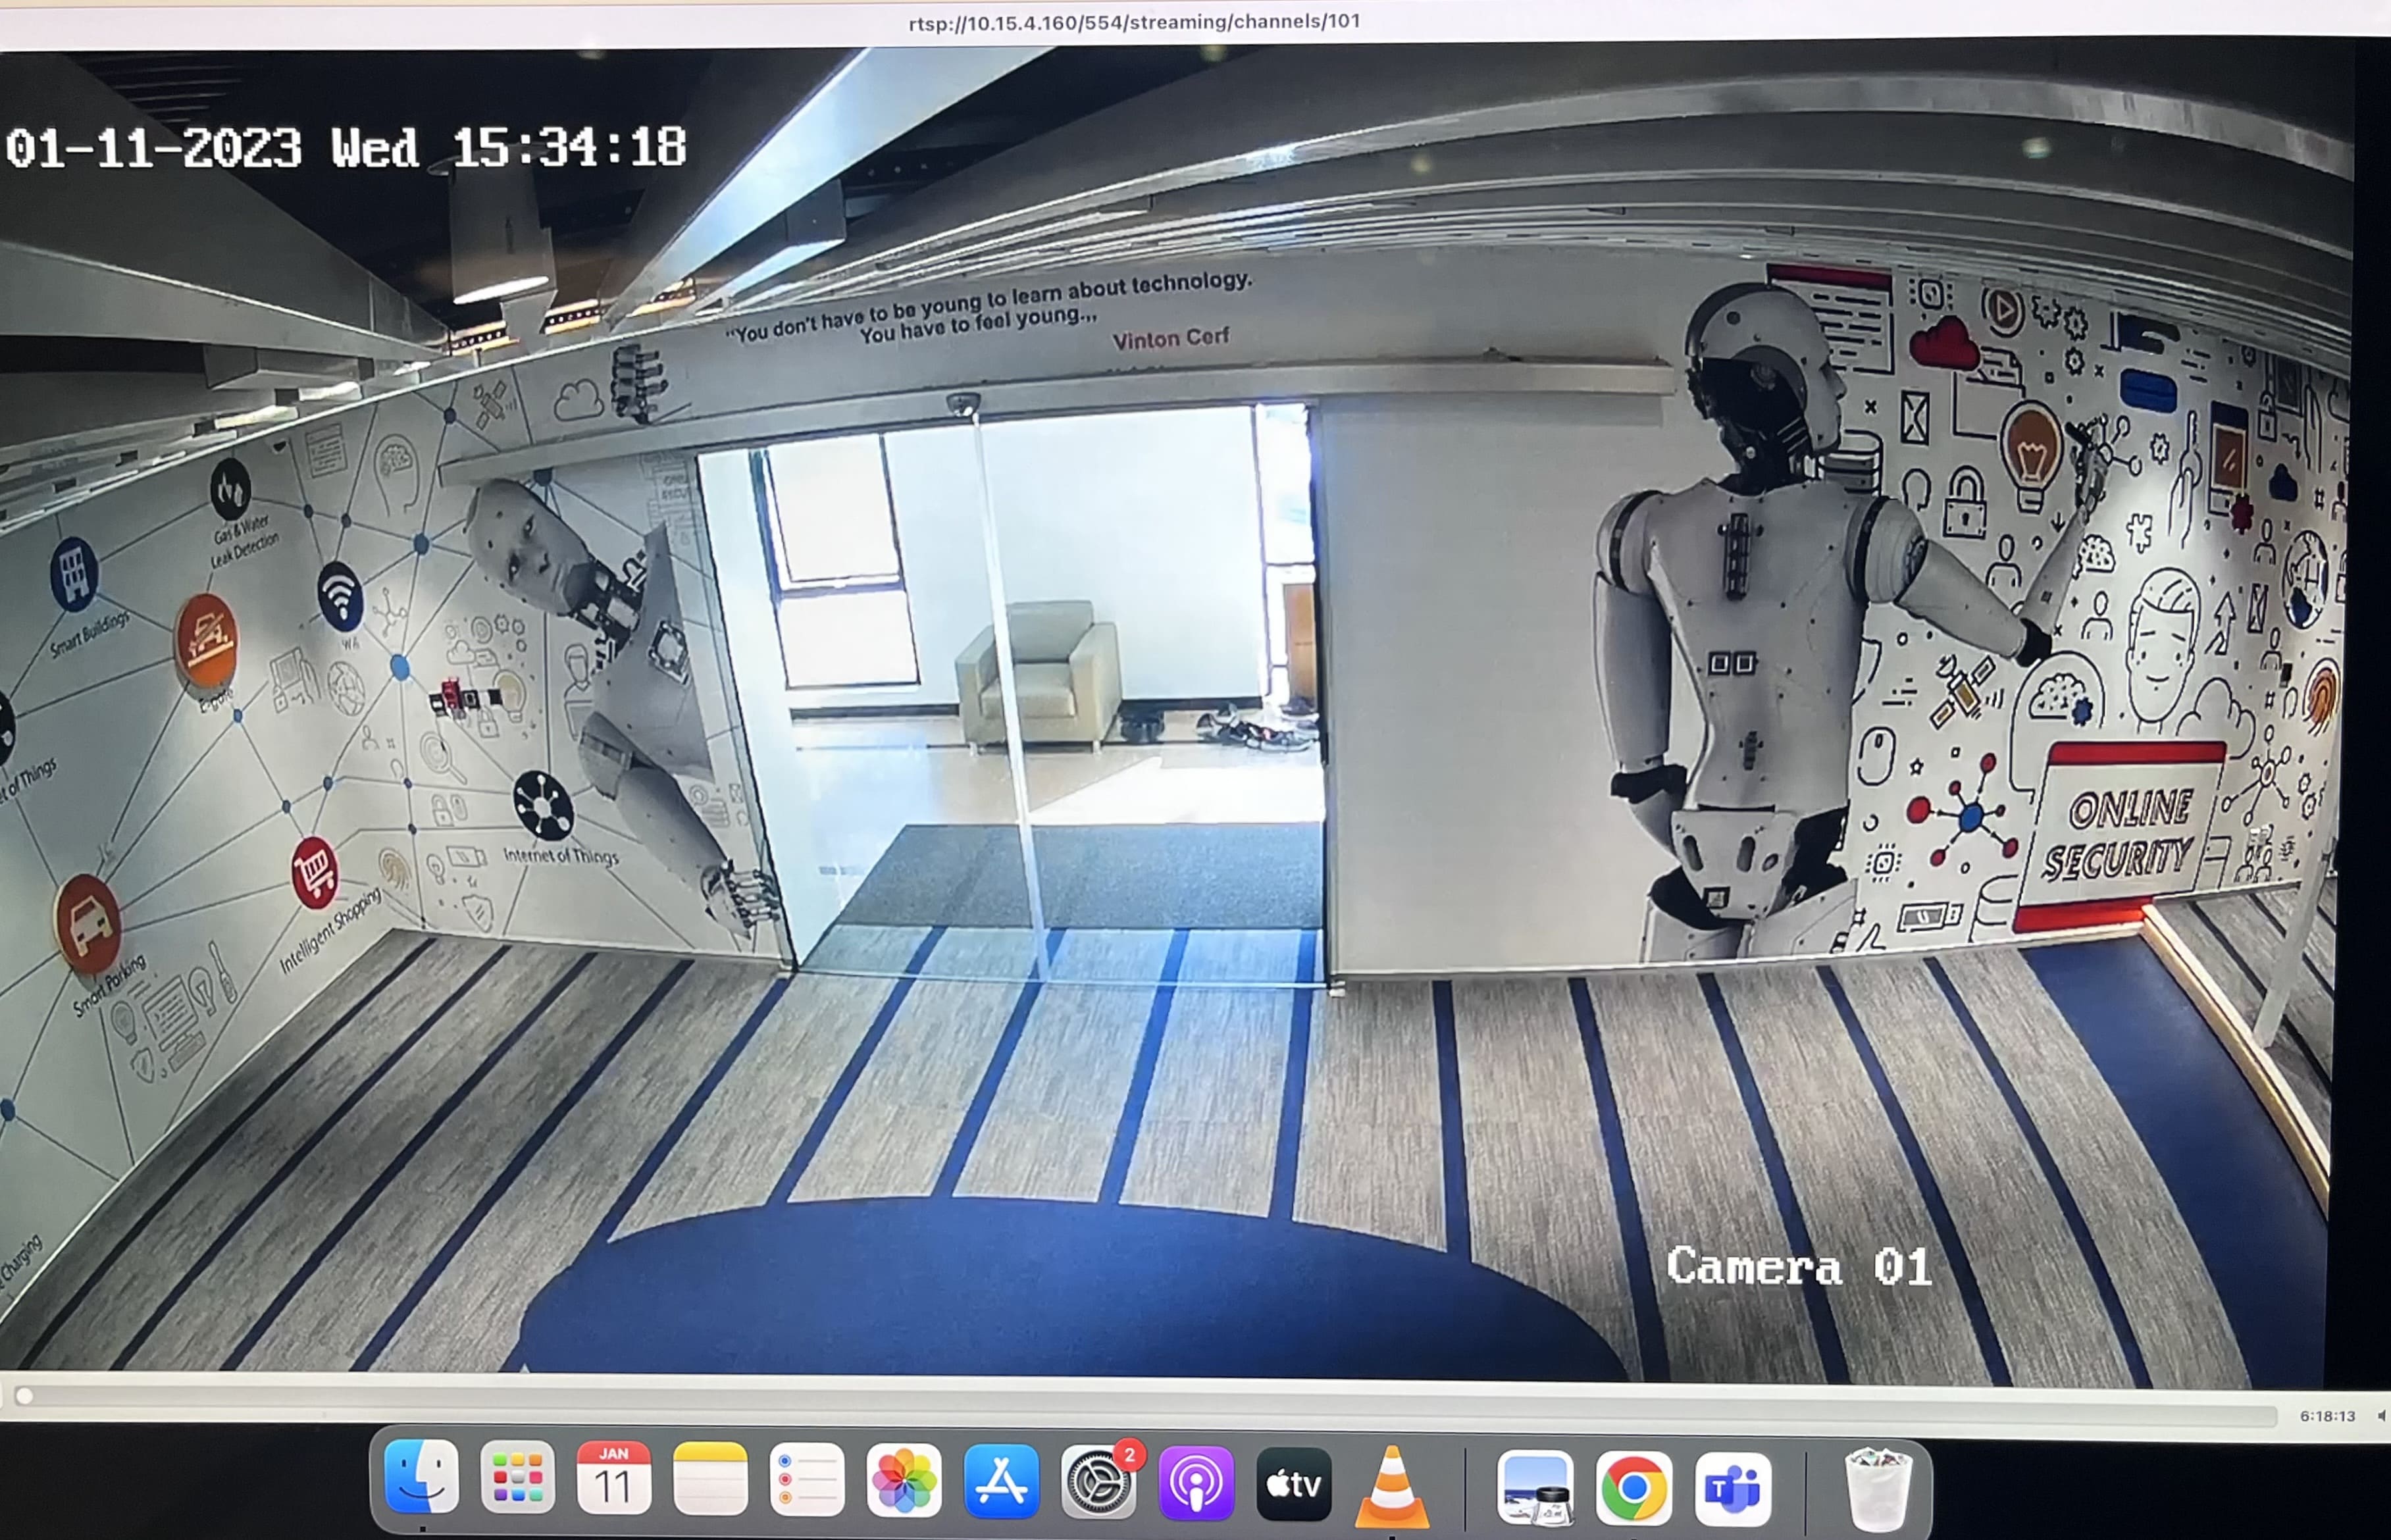 rtsp://10.15.4.160/554/streaming/channels/101
01-11-2023 Wed 15:34:18
"You don't have to be young to learn about technology.
You have to feel young..,,
Vinton Cerf
Gas & Water
Leak Detection
Smart Buildings
E-gate
et of Things
Internet of Things
Intelligent Shopping
Smart Parking
Charging
ONLINE
SECURITY
Camera 01
6:18:13
JAN
11
2
tv
T